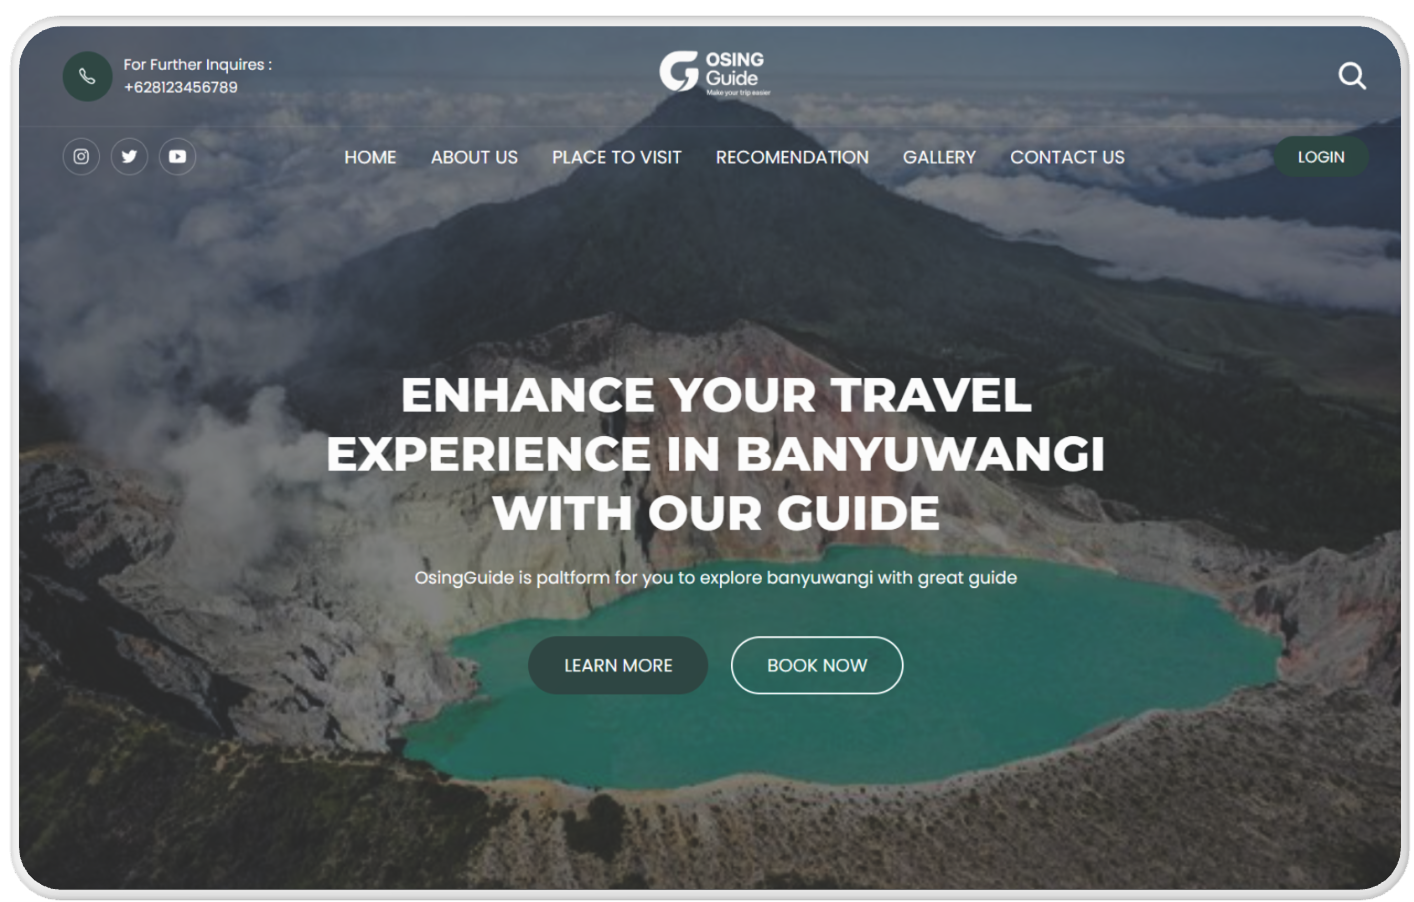 For Further Inquires :
+628123456789
OSING
Guide
Make your trip easier
HOME ABOUT US PLACE TO VISIT RECOMENDATION GALLERY CONTACT US LOGIN
ENHANCE YOUR TRAVEL
EXPERIENCE IN BANYUWANGI
WITH OUR GUIDE
OsingGuide is paltform for you to explore banyuwangi with great guide
LEARN MORE BOOK NOW